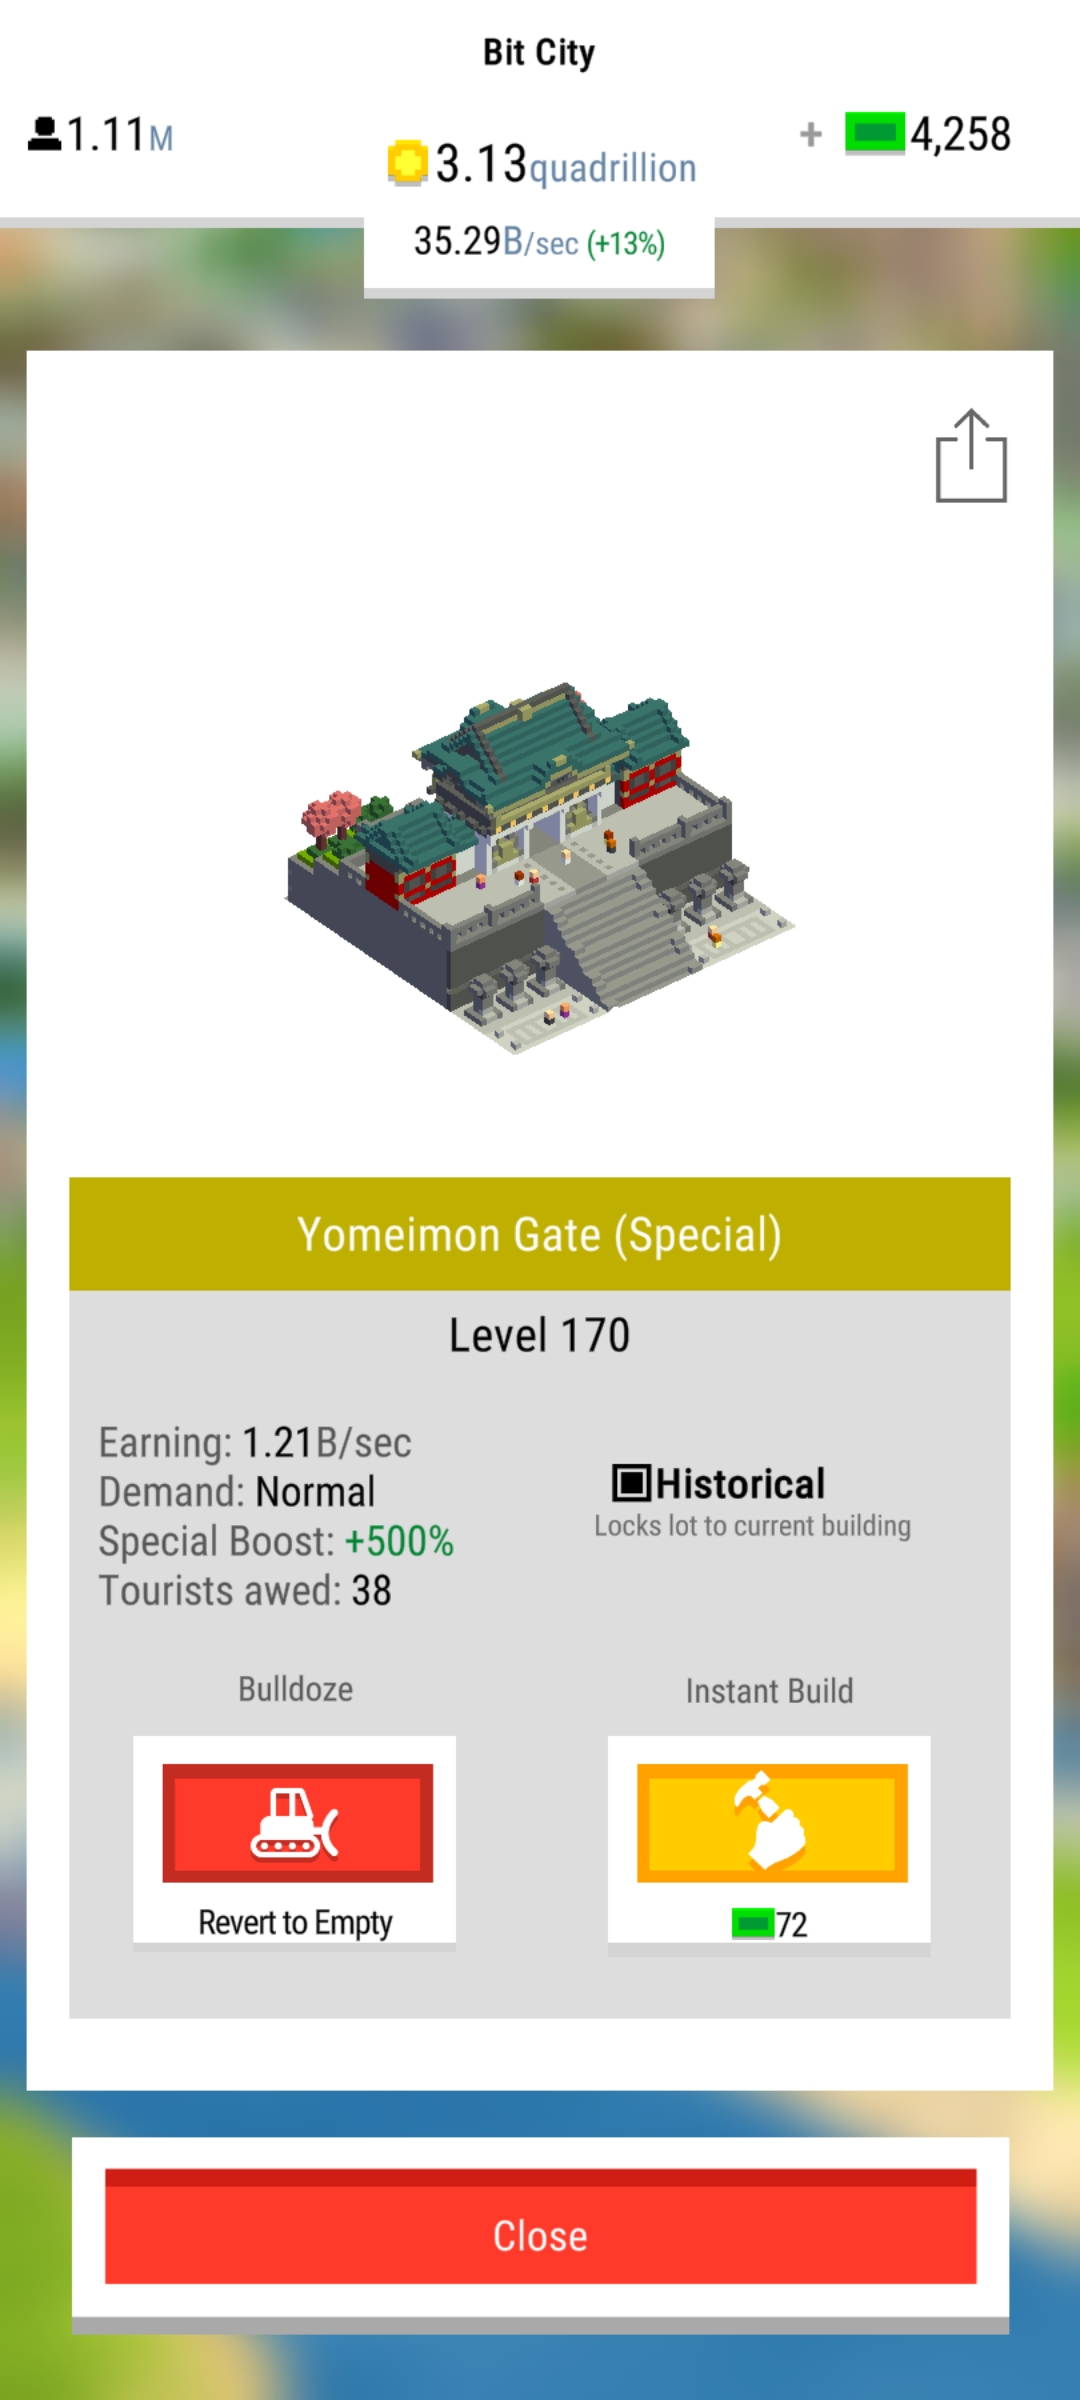 Bit City
1.11M
3.13quadrillion
+ 4,258
35.29B/sec (+13%)
Yomeimon Gate (Special)
Level 170
Earning: 1.21B/sec
Demand: Normal
Special Boost: +500%
Tourists awed: 38
Historical
Locks lot to current building
Bulldoze
Instant Build
Revert to Empty
72
Close